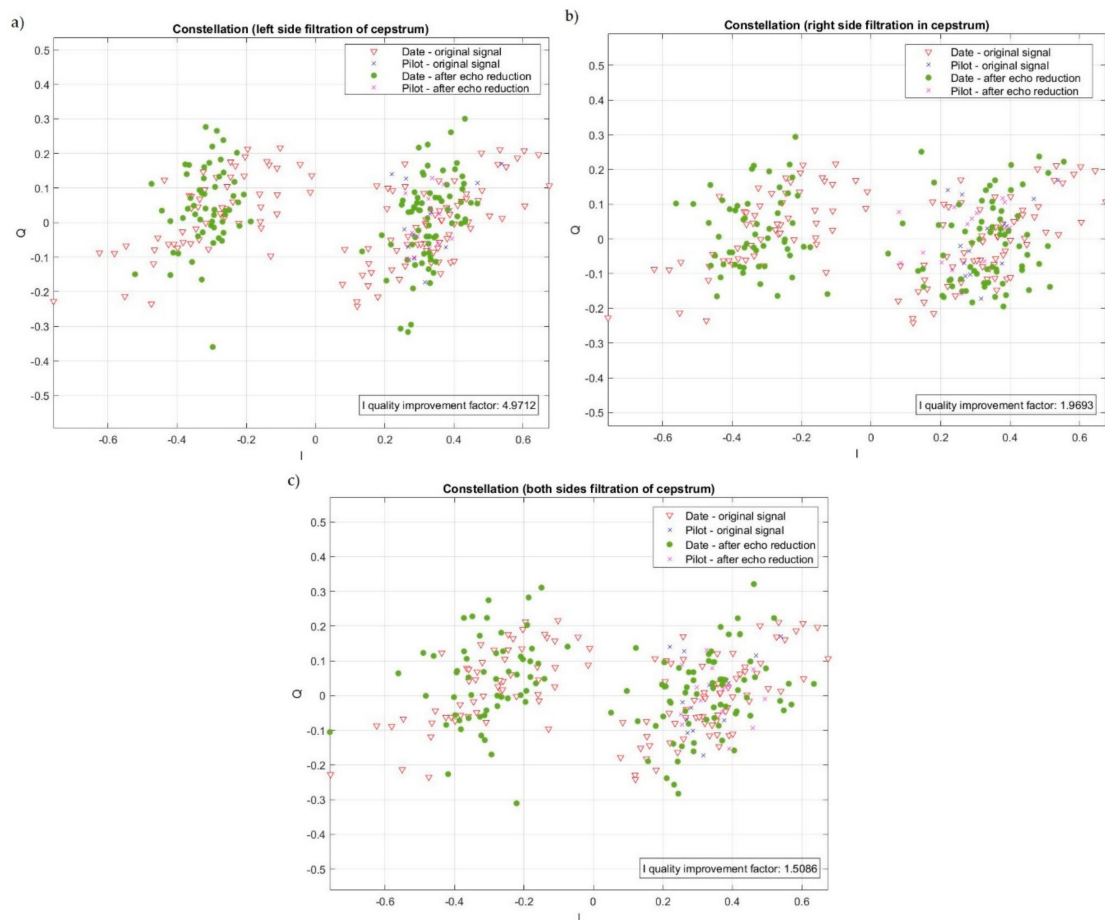 a)
Constellation (left side filtration of cepstrum)
Date - original signal
Pilot - original signal
Date - after echo reduction
Pilot - after echo reduction
0.5
0.4
0.3
0.2
0.1
0
-0.1
-0.2
-0.3
-0.4
-0.5
Q
I quality improvement factor: 4.9712
-0.6 -0.4 -0.2 0 0.2 0.4 0.6
I
b)
Constellation (right side filtration in cepstrum)
Date - original signal
Pilot - original signal
Date - after echo reduction
Pilot - after echo reduction
0.5
0.4
0.3
0.2
0.1
0
-0.1
-0.2
-0.3
-0.4
-0.5
Q
I quality improvement factor: 1.9693
-0.6 -0.4 -0.2 0 0.2 0.4 0.6
I
c)
Constellation (both sides filtration of cepstrum)
Date - original signal
Pilot - original signal
Date - after echo reduction
Pilot - after echo reduction
0.5
0.4
0.3
0.2
0.1
0
-0.1
-0.2
-0.3
-0.4
-0.5
Q
I quality improvement factor: 1.5086
-0.6 -0.4 -0.2 0 0.2 0.4 0.6
I